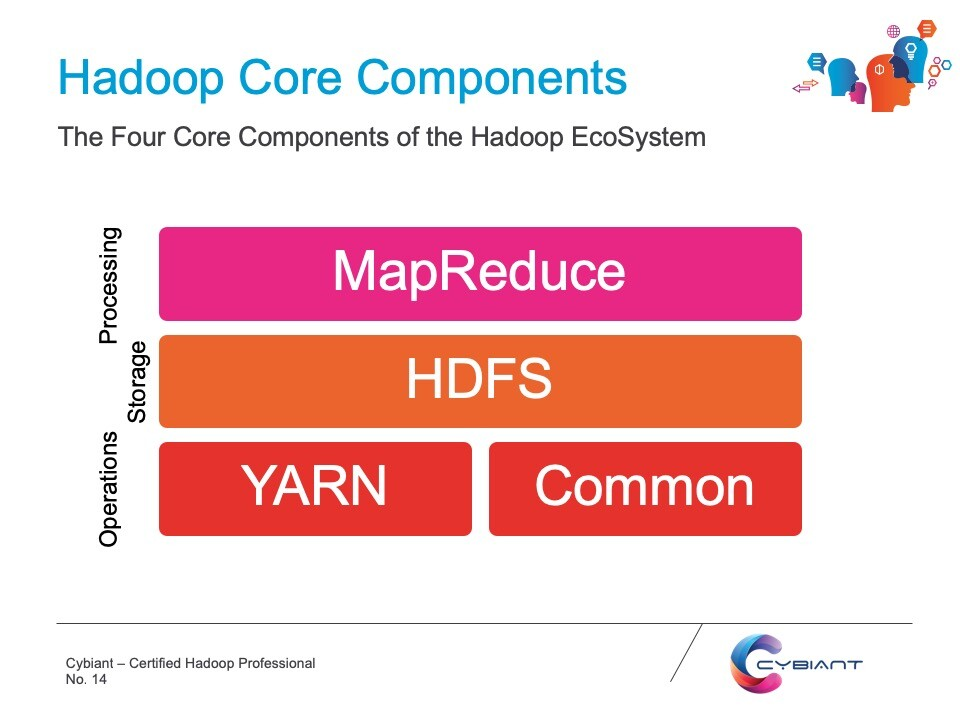 Hadoop Core Components
The Four Core Components of the Hadoop EcoSystem
Processing
MapReduce
Storage
HDFS
Operations
YARN
Common
Cybiant – Certified Hadoop Professional
No. 14
CYBIANT